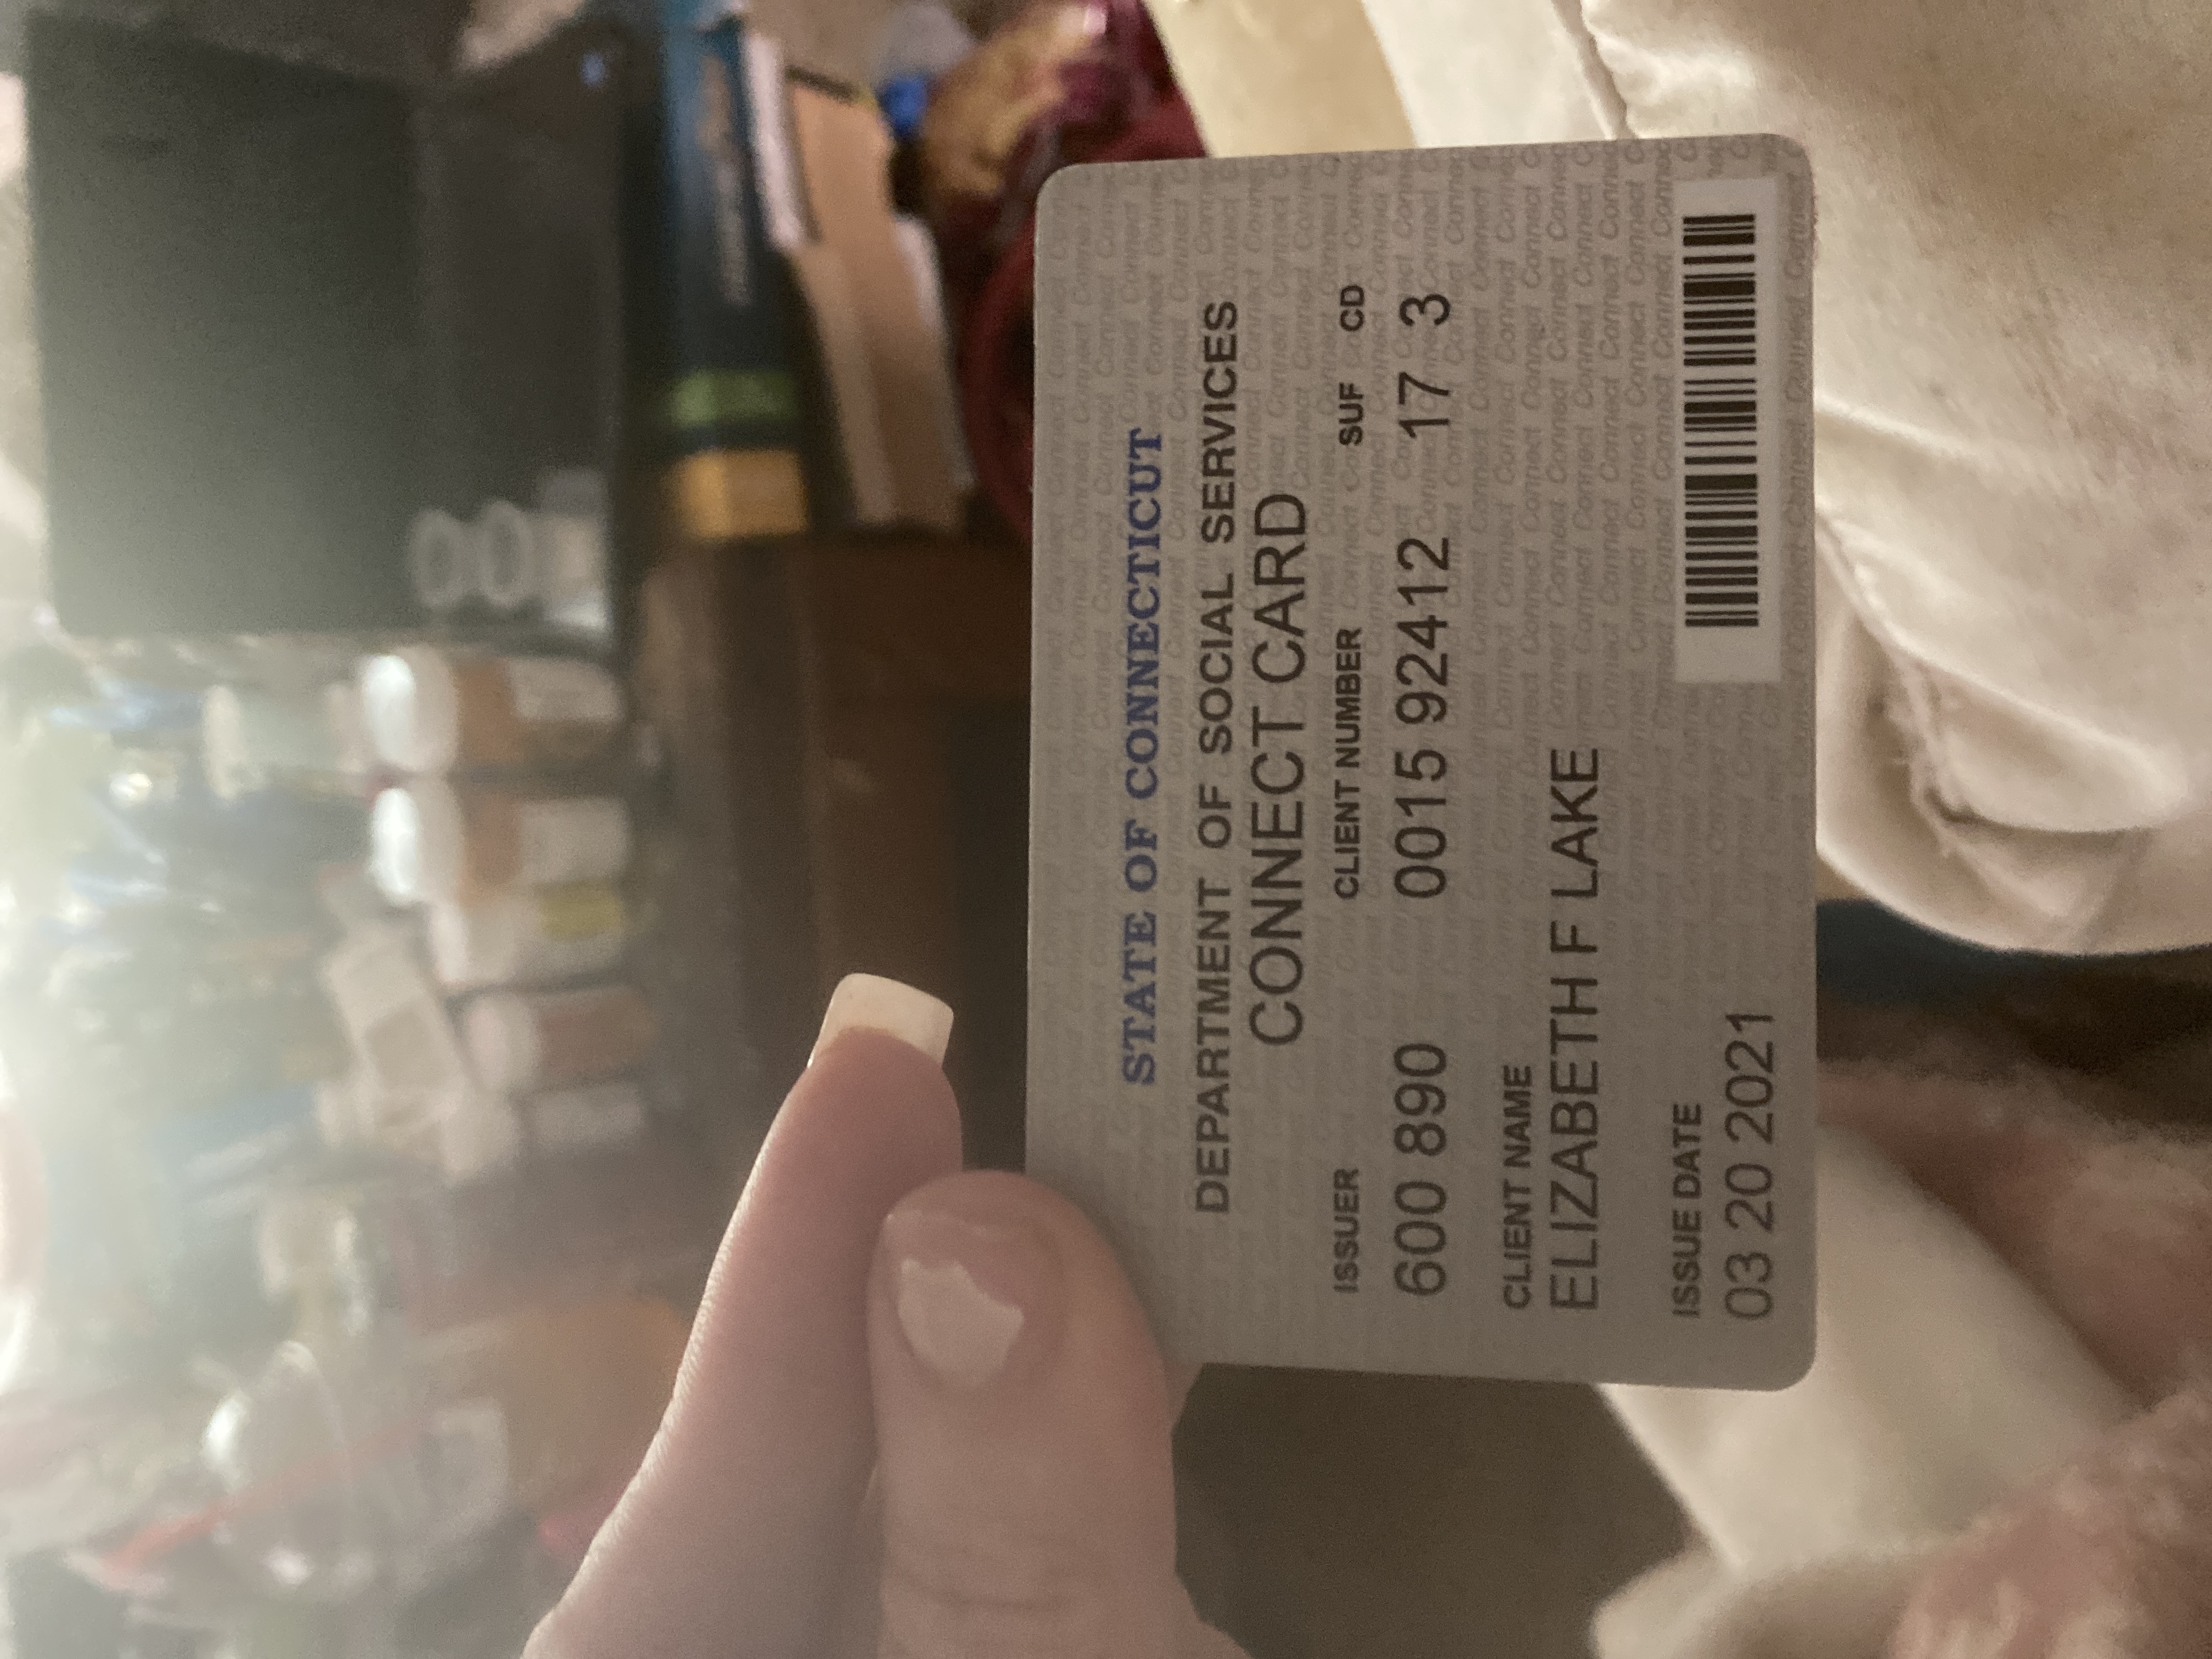 STATE OF CONNECTICUT
DEPARTMENT OF SOCIAL SERVICES
CONNECT CARD
ISSUER CLIENT NUMBER SUF CD
600 890 0015 92412 17 3
CLIENT NAME
ELIZABETH F LAKE
ISSUE DATE
03 20 2021